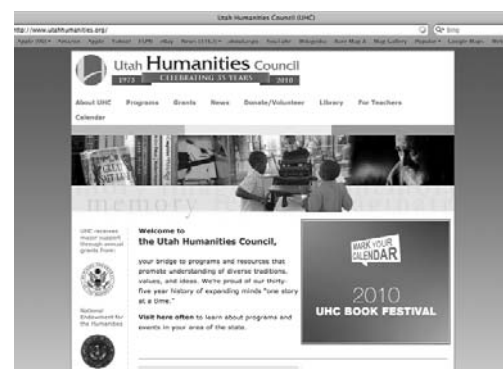 Utah Humanities Council (UHC)
http://www.utahhumanities.org/
bing
Utah Humanities Council
1975 CELEBRATING 35 YEARS 2010
About UHC Programs Grants News Donate/Volunteer Library For Teachers
Calendar
memory
UHC receives
major support
through annual
grants from:
National
Endowment for
the Humanities
Welcome to
the Utah Humanities Council,
your bridge to programs and resources that
promote understanding of diverse traditions,
values, and ideas. We're proud of our thirty-
five year history of expanding minds "one story
at a time."
Visit here often to learn about programs and
events in your area of the state.
MARK YOUR
CALENDAR
2010
UHC BOOK FESTIVAL